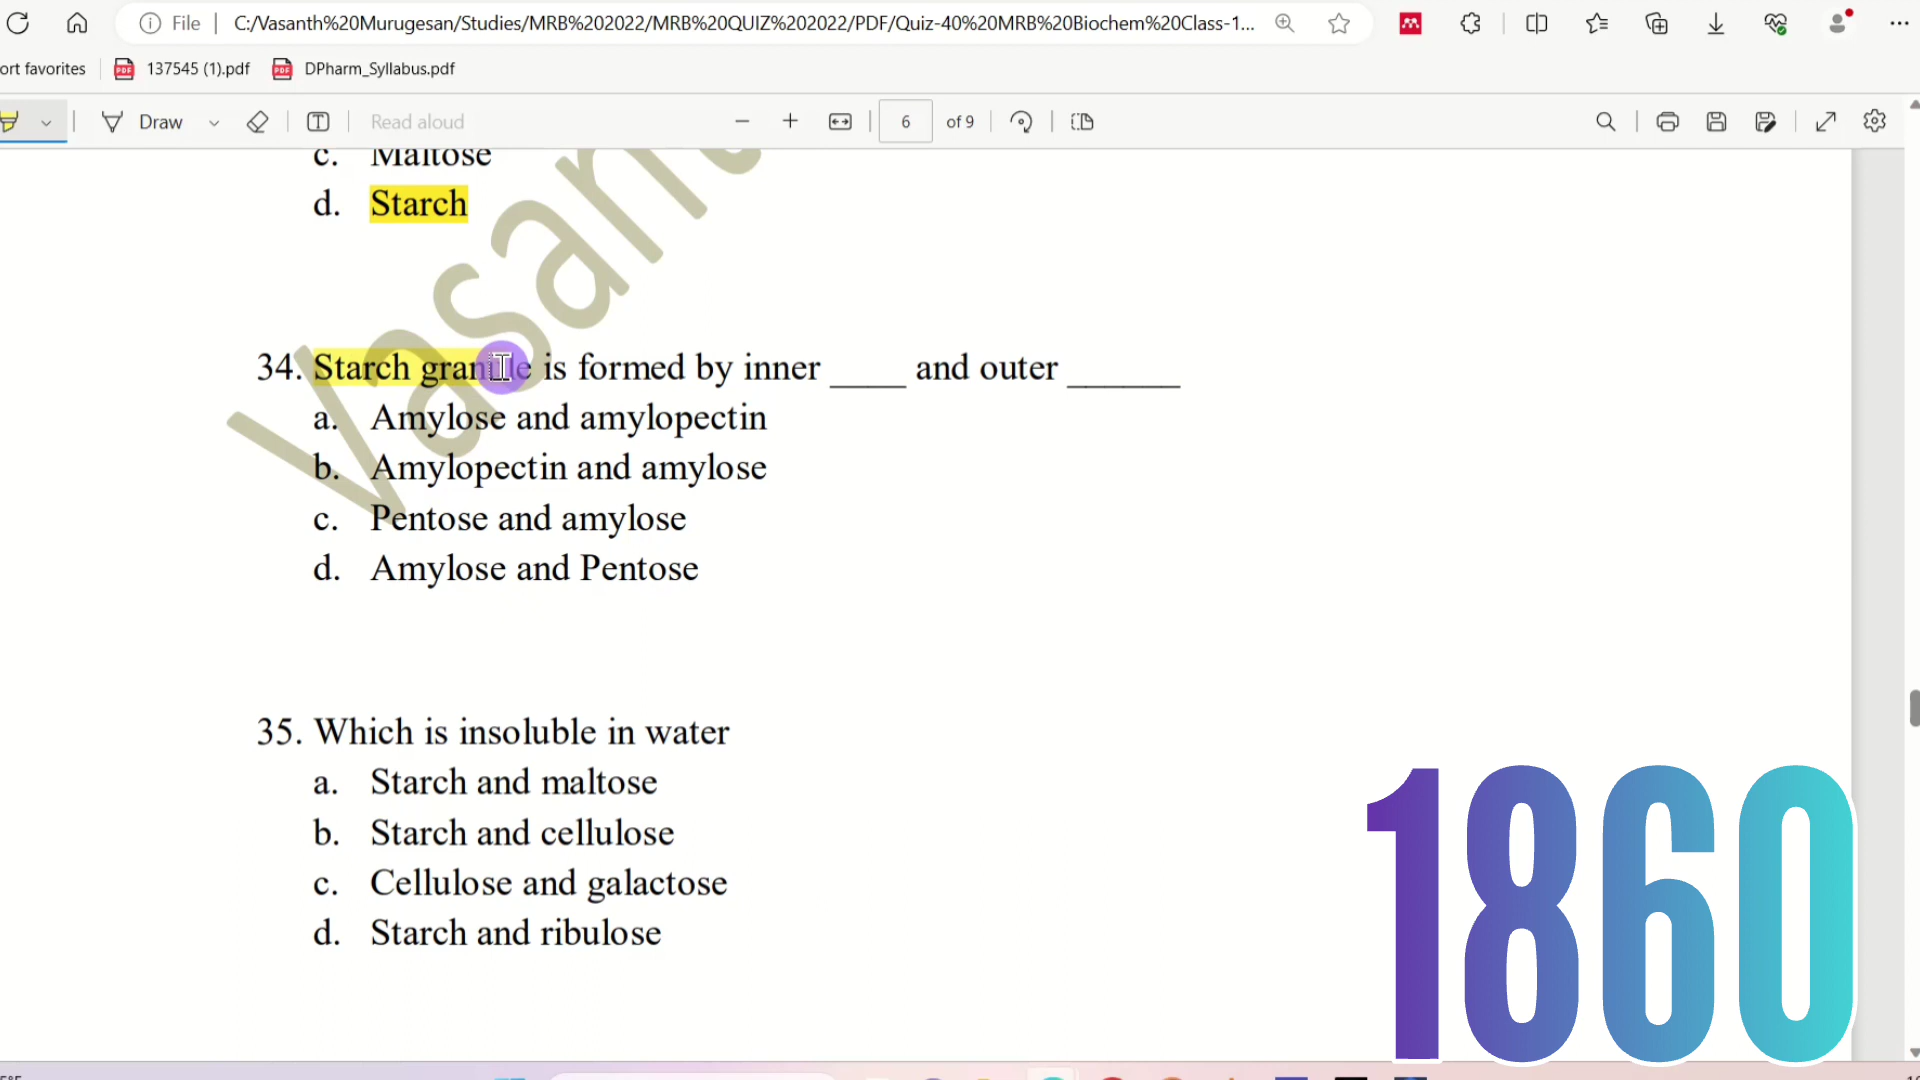 File
C:/Vasanth%20Murugesan/Studies/MRB%202022/MRB%20QUIZ%202022/PDF/Quiz-40%20MRB%20Biochem%20Class-1...
ort favorites
137545 (1).pdf
DPharm_Syllabus.pdf
Draw
Read aloud
6 of 9
c. Maltose
d. Starch
Vasant
34. Starch granule is formed by inner ____ and outer ______
a. Amylose and amylopectin
b. Amylopectin and amylose
c. Pentose and amylose
d. Amylose and Pentose
35. Which is insoluble in water
a. Starch and maltose
b. Starch and cellulose
c. Cellulose and galactose
d. Starch and ribulose
1860